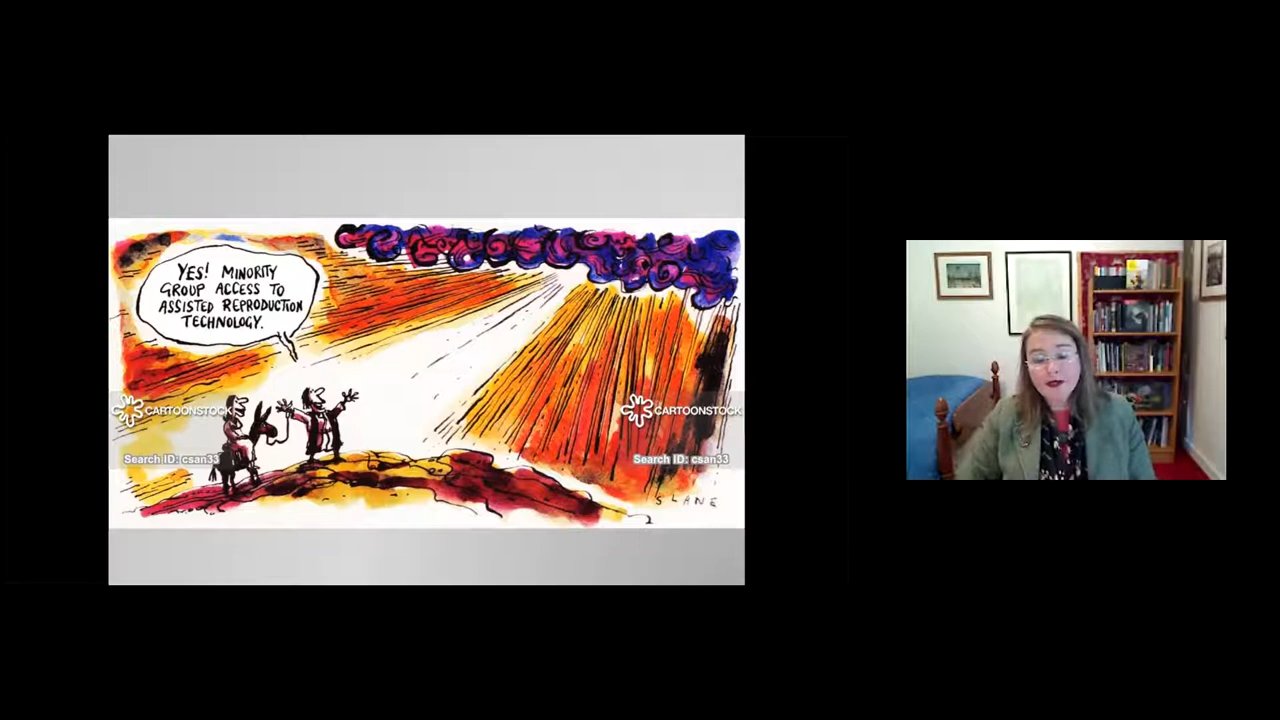 YES! MINORITY
GROUP ACCESS TO
ASSISTED REPRODUCTION
TECHNOLOGY.
CARTOONSTOCK
Search ID: csan33
CARTOONSTOCK
Search ID: csan33
SLANE